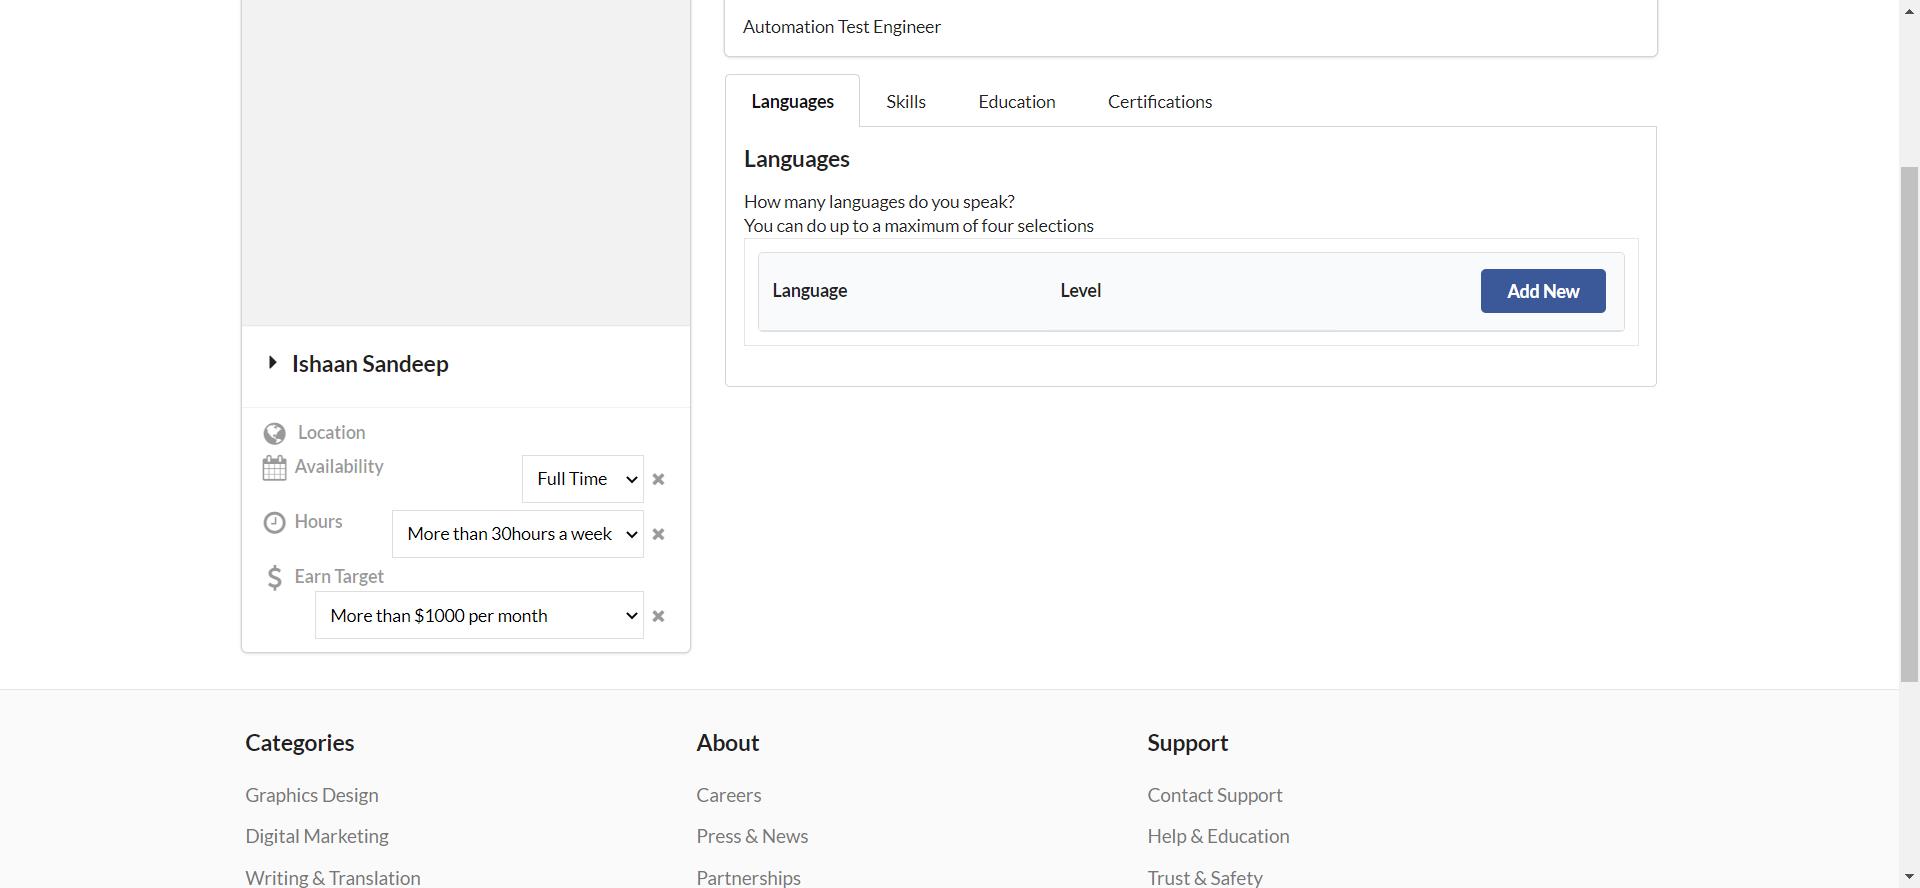 Automation Test Engineer
Languages Skills Education Certifications
Languages
How many languages do you speak?
You can do up to a maximum of four selections
Language Level Add New
Ishaan Sandeep
Location
Availability Full Time
Hours More than 30hours a week
Earn Target
More than $1000 per month
Categories About Support
Graphics Design Careers Contact Support
Digital Marketing Press & News Help & Education
Writing & Translation Partnerships Trust & Safety